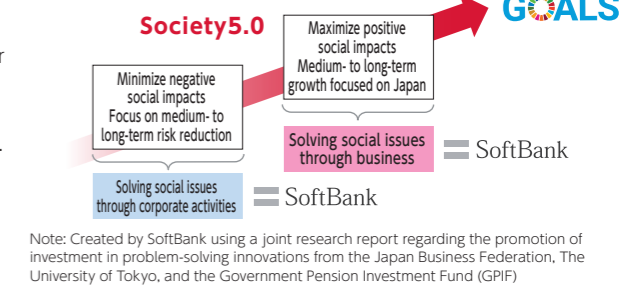 GOALS
Society5.0
Maximize positive
social impacts
Medium- to long-term
growth focused on Japan
Minimize negative
social impacts
Focus on medium- to
long-term risk reduction
Solving social issues
through business
SoftBank
Solving social issues
through corporate activities
SoftBank
Note: Created by SoftBank using a joint research report regarding the promotion of
investment in problem-solving innovations from the Japan Business Federation, The
University of Tokyo, and the Government Pension Investment Fund (GPIF)